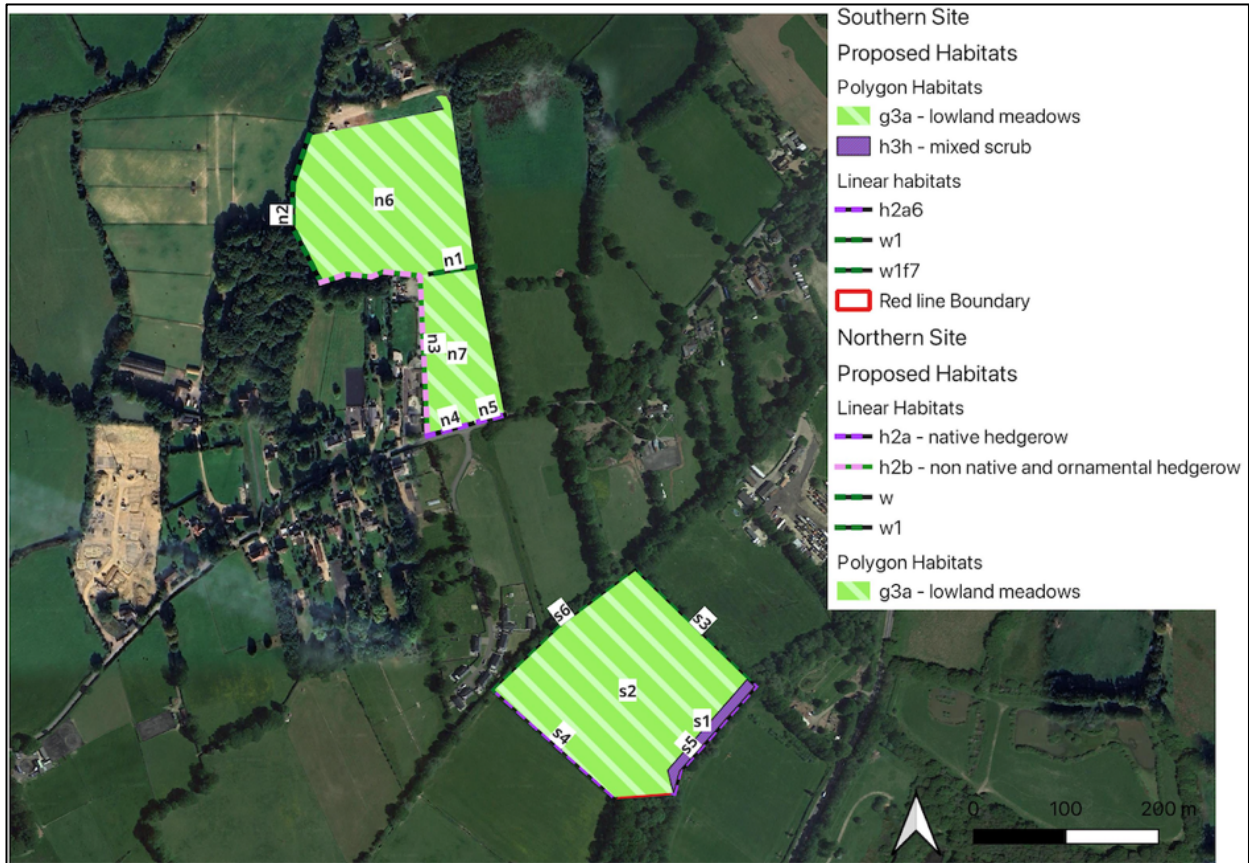 Southern Site
Proposed Habitats
Polygon Habitats
g3a - lowland meadows
h3h - mixed scrub
Linear habitats
h2a6
w1
w1f7
Red line Boundary
Northern Site
Proposed Habitats
Linear Habitats
h2a - native hedgerow
h2b - non native and ornamental hedgerow
w
w1
Polygon Habitats
g3a - lowland meadows
n6
n2
n1
n3
n7
n4
n5
s6
s3
s2
s1
s4
s5
0 100 200 m